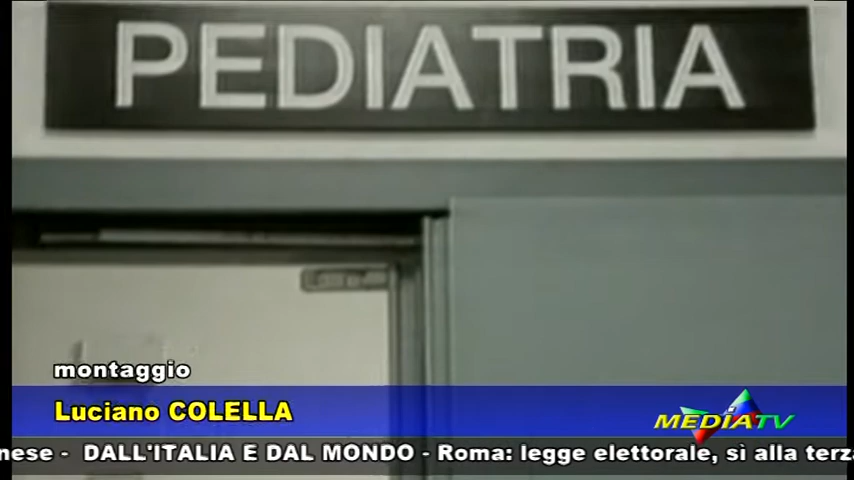 PEDIATRIA
montaggio
Luciano COLELLA
MEDIATV
nese - DALL'ITALIA E DAL MONDO - Roma: legge elettorale, sì alla terza